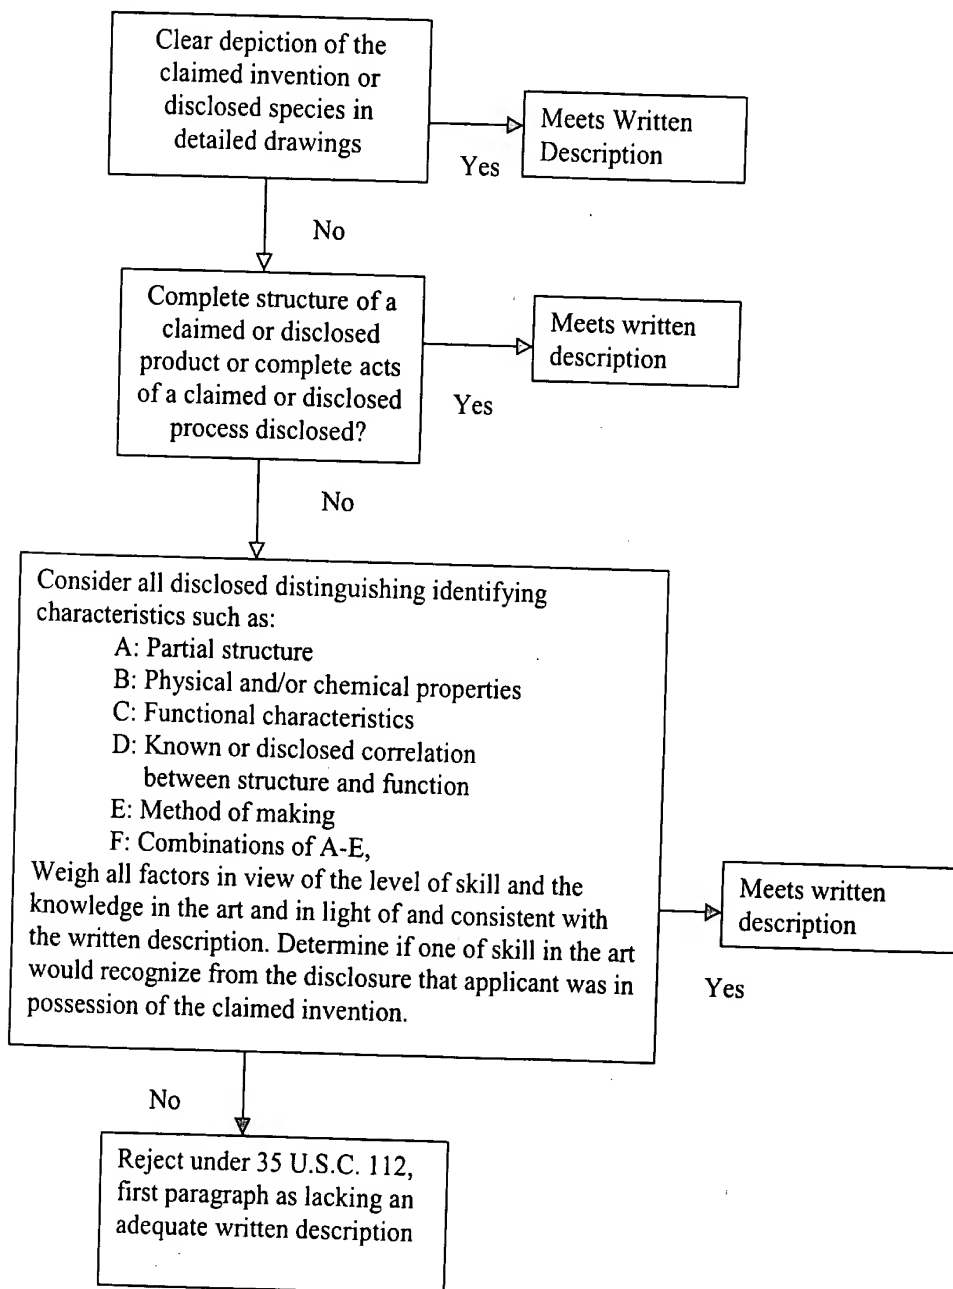 Clear depiction of the
claimed invention or
disclosed species in
detailed drawings
Yes
Meets Written
Description
No
Complete structure of a
claimed or disclosed
product or complete acts
of a claimed or disclosed
process disclosed?
Yes
Meets written
description
No
Consider all disclosed distinguishing identifying
characteristics such as:
A: Partial structure
B: Physical and/or chemical properties
C: Functional characteristics
D: Known or disclosed correlation
between structure and function
E: Method of making
F: Combinations of A-E,
Weigh all factors in view of the level of skill and the
knowledge in the art and in light of and consistent with
the written description. Determine if one of skill in the art
would recognize from the disclosure that applicant was in
possession of the claimed invention.
Yes
Meets written
description
No
Reject under 35 U.S.C. 112,
first paragraph as lacking an
adequate written description